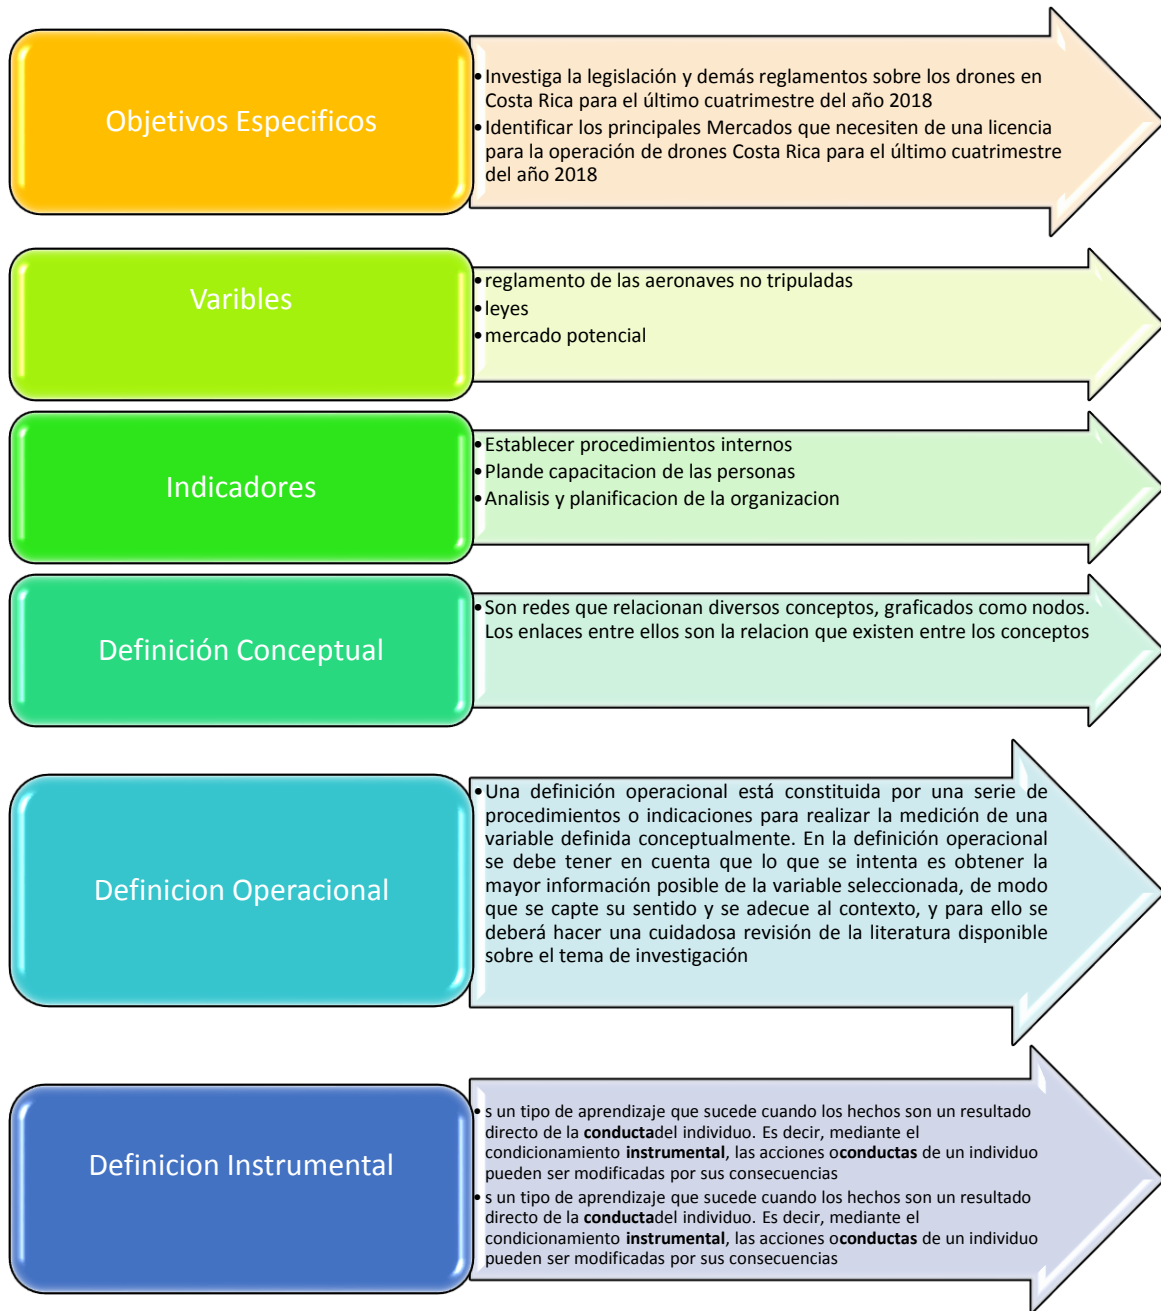 Objetivos Especificos
•Investiga la legislación y demás reglamentos sobre los drones en
Costa Rica para el último cuatrimestre del año 2018
•Identificar los principales Mercados que necesiten de una licencia
para la operación de drones Costa Rica para el último cuatrimestre
del año 2018
Varibles
•reglamento de las aeronaves no tripuladas
•leyes
•mercado potencial
Indicadores
•Establecer procedimientos internos
•Plande capacitacion de las personas
•Analisis y planificacion de la organizacion
Definición Conceptual
•Son redes que relacionan diversos conceptos, graficados como nodos.
Los enlaces entre ellos son la relacion que existen entre los conceptos
Definicion Operacional
•Una definición operacional está constituida por una serie de
procedimientos o indicaciones para realizar la medición de una
variable definida conceptualmente. En la definición operacional
se debe tener en cuenta que lo que se intenta es obtener la
mayor información posible de la variable seleccionada, de modo
que se capte su sentido y se adecue al contexto, y para ello se
deberá hacer una cuidadosa revisión de la literatura disponible
sobre el tema de investigación
Definicion Instrumental
• s un tipo de aprendizaje que sucede cuando los hechos son un resultado
directo de la conductadel individuo. Es decir, mediante el
condicionamiento instrumental, las acciones oconductas de un individuo
pueden ser modificadas por sus consecuencias
• s un tipo de aprendizaje que sucede cuando los hechos son un resultado
directo de la conductadel individuo. Es decir, mediante el
condicionamiento instrumental, las acciones oconductas de un individuo
pueden ser modificadas por sus consecuencias